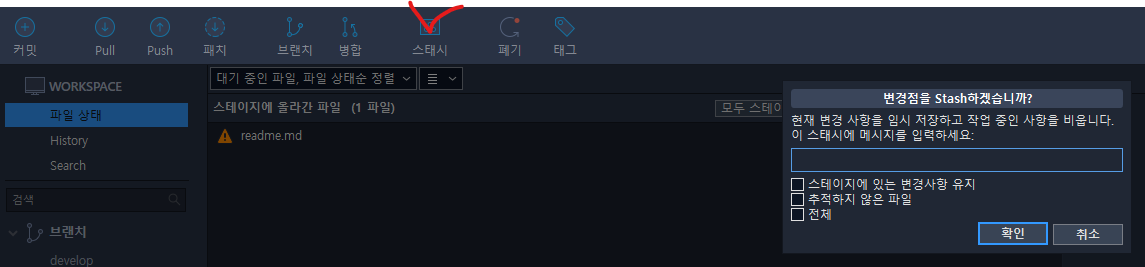 커밋 Pull Push 패치 브랜치 병합 스태시 폐기 태그
WORKSPACE
파일 상태
History
Search
검색
브랜치
develop
대기 중인 파일, 파일 상태순 정렬
스테이지에 올라간 파일 (1 파일)
모두 스테이
readme.md
변경점을 Stash하겠습니까?
현재 변경 사항을 임시 저장하고 작업 중인 사항을 비웁니다.
이 스태시에 메시지를 입력하세요:
스테이지에 있는 변경사항 유지
추적하지 않은 파일
전체
확인 취소